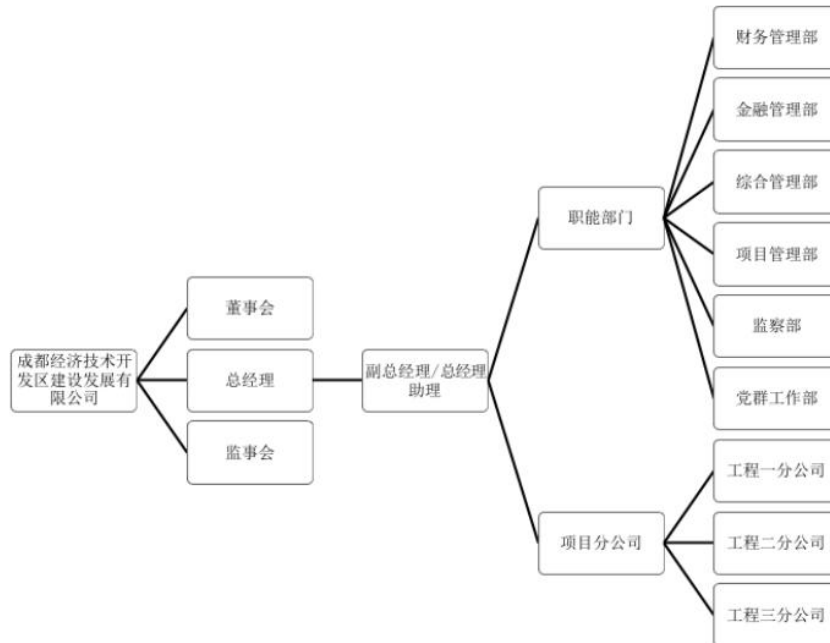 成都经济技术开
发区建设发展有
限公司
董事会
总经理
监事会
副总经理/总经理
助理
职能部门
项目分公司
财务管理部
金融管理部
综合管理部
项目管理部
监察部
党群工作部
工程一分公司
工程二分公司
工程三分公司